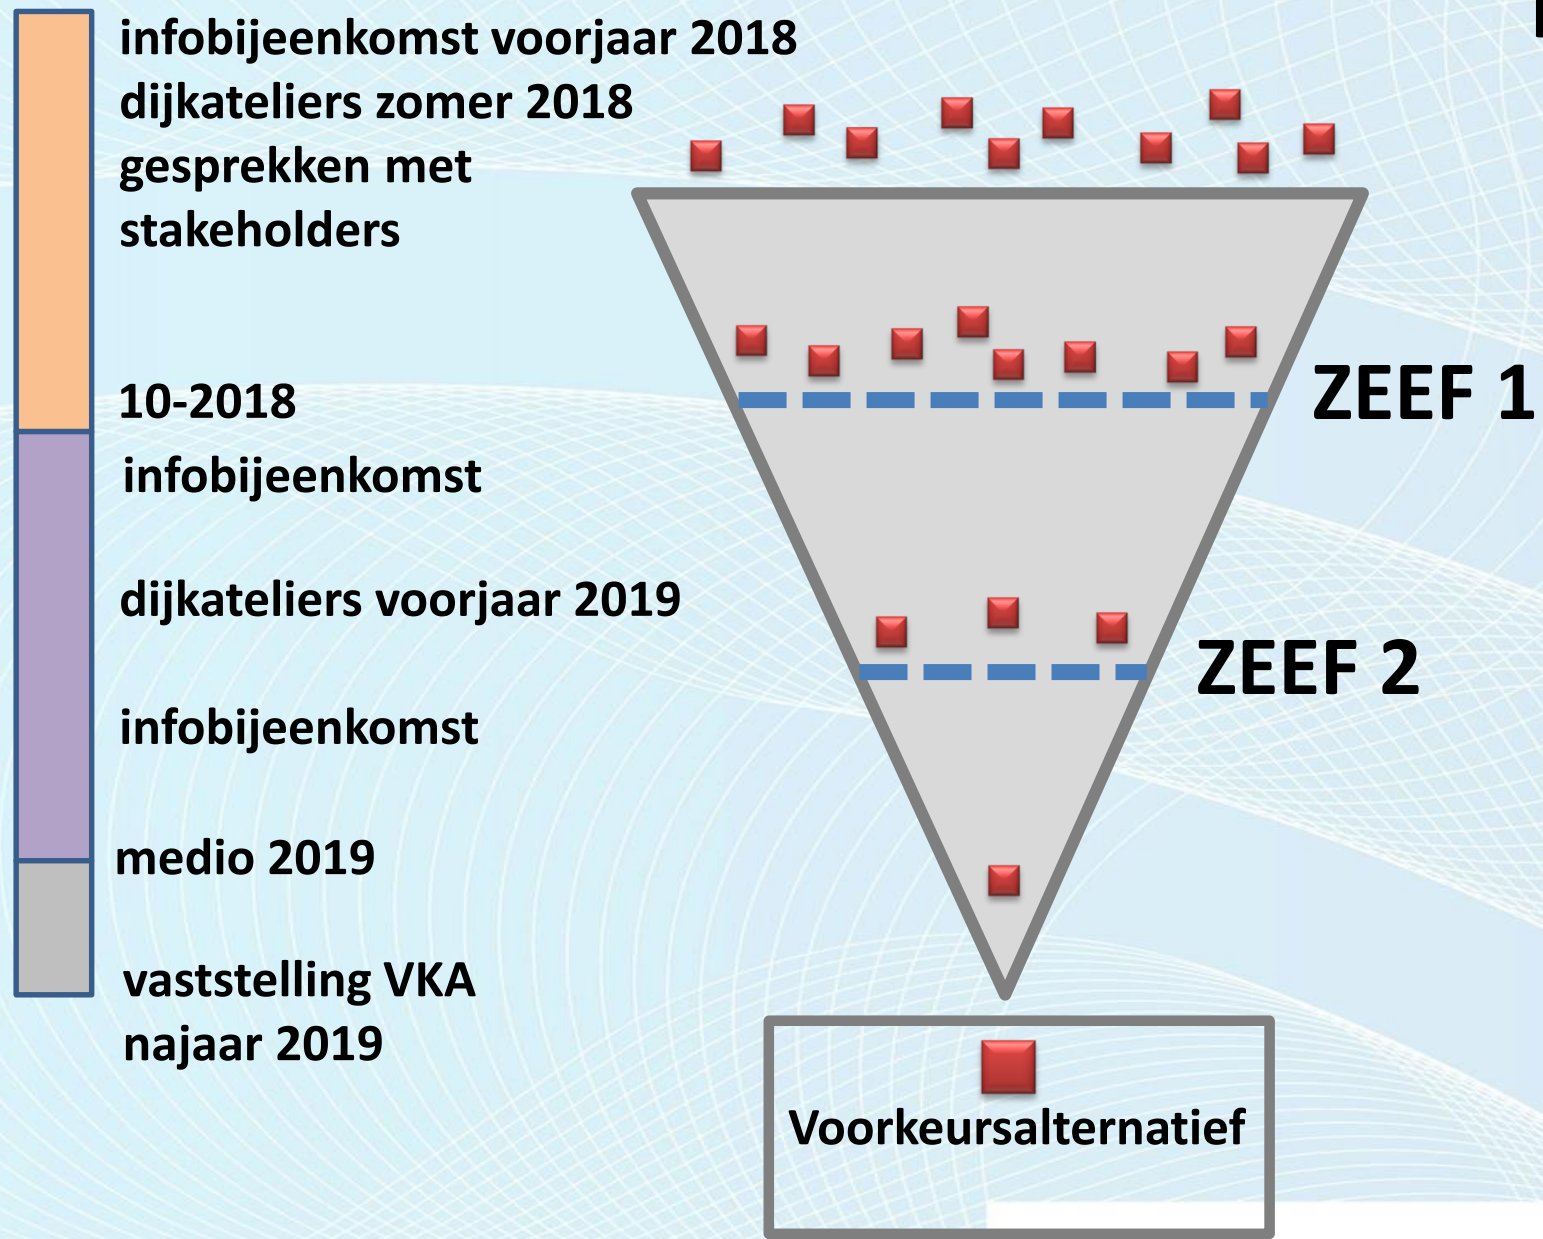 infobijeenkomst voorjaar 2018
dijkateliers zomer 2018
gesprekken met
stakeholders
10-2018
infobijeenkomst
dijkateliers voorjaar 2019
infobijeenkomst
medio 2019
vaststelling VKA
najaar 2019
ZEEF 1
ZEEF 2
Voorkeursalternatief